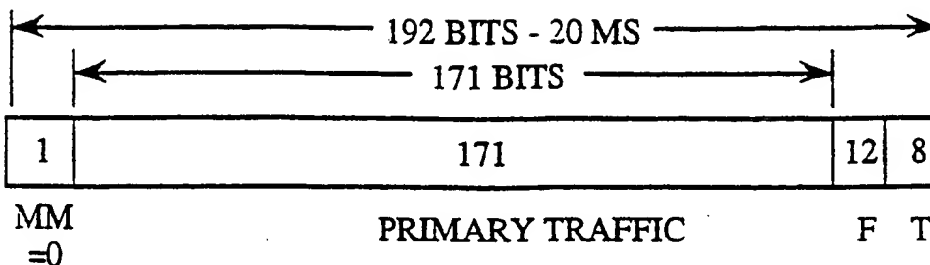 192 BITS - 20 MS
171 BITS
1 171 12 8
MM PRIMARY TRAFFIC F T
=0